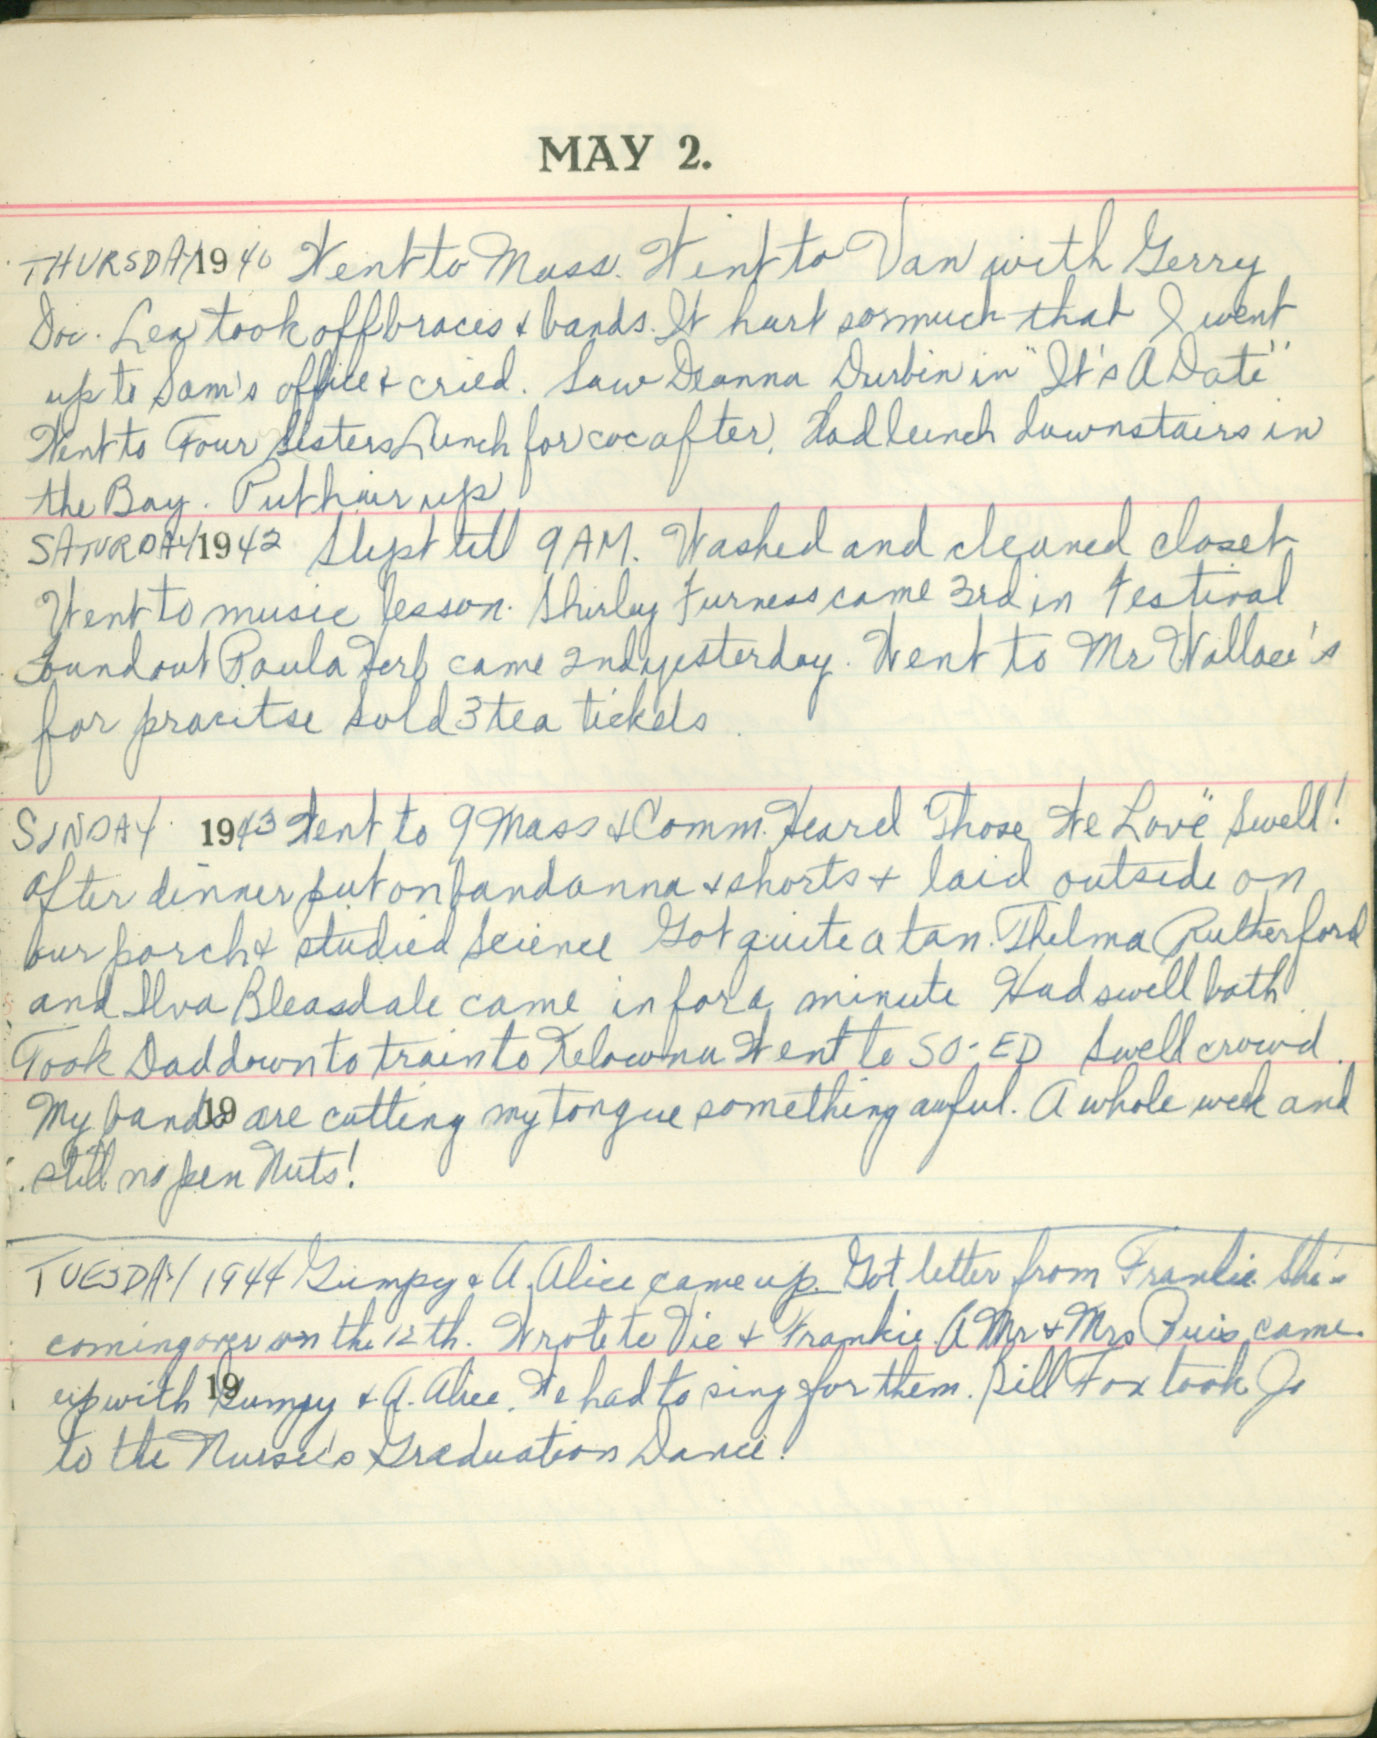 MAY 2.
THURSDAY 1940 Went to Mass. Went to Van with Gerry
Doc. Lea took off braces & bands. It hurt so much that I went
up to Sam's office & cried. Saw Deanna Durbin in "It's A Date"
Went to Four Sisters Lunch for coc after. Had lunch downstairs in
the Bay. Put hair up
SATURDAY 1942 Slept till 9 AM. Washed and cleaned closet
Went to music lesson. Shirley Furness came 3rd in Festival
Found out Paula Herb came 2nd yesterday. Went to Mr Wallace's
for pracitse Sold 3 tea tickets
SUNDAY 1943 Went to 9 Mass & Comm. Heard "Those We Love" Swell!
After dinner put on bandanna & shorts & laid outside on
our porch & studied Science Got quite a tan. Thelma Rutherford
and Ilva Bleasdale came in for a minute Had swell bath
Took Dad down to train to Kelowna Went to SO-ED Swell crowd.
My bands 19 are cutting my tongue something awful. A whole week and
still no pen Nuts!
TUESDAY 1944 Gumpy & A. Alice came up. Got letter from Frankie. She's
coming over on the 12th. Wrote to Vie & Frankie. A Mr & Mrs Puis came
up with 19 Gumpy & A. Alice. We had to sing for them. Bill Fox took Jo
to the Nurse's Graduation Dance!